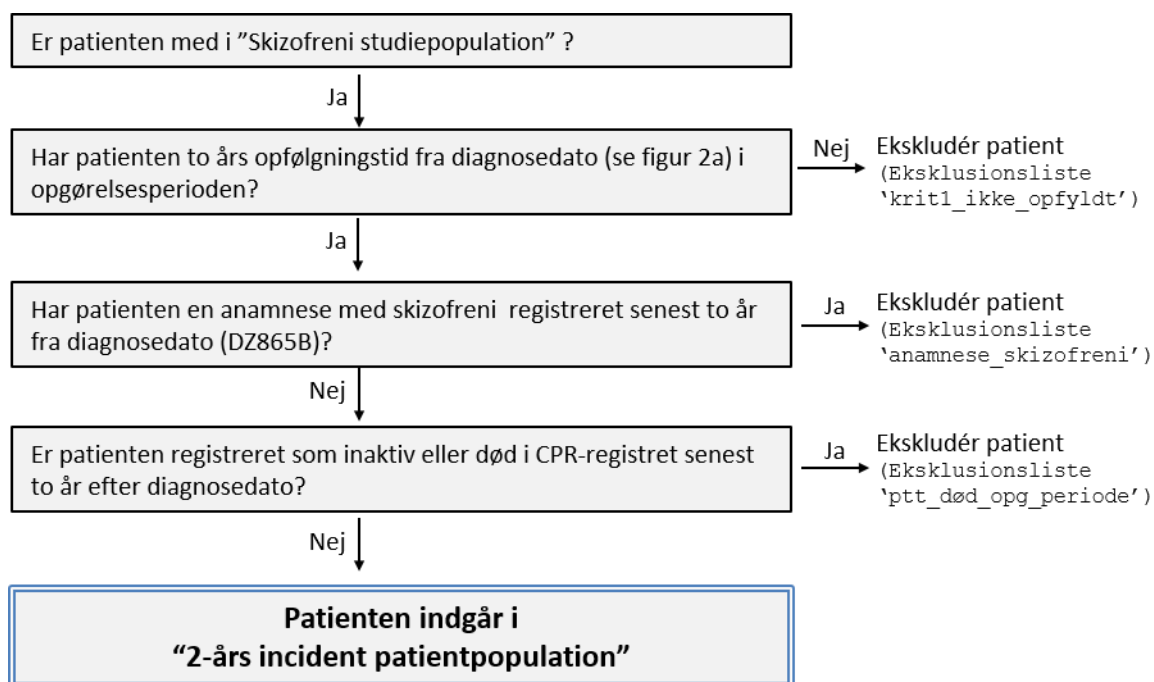 Er patienten med i ”Skizofreni studiepopulation” ?
Ja
Har patienten to års opfølgningstid fra diagnosedato (se figur 2a) i
opgørelsesperioden?
Nej
Ekskludér patient
(Eksklusionsliste
‘krit1_ikke_opfyldt’)
Ja
Har patienten en anamnese med skizofreni registreret senest to år
fra diagnosedato (DZ865B)?
Ja
Ekskludér patient
(Eksklusionsliste
‘anamnese_skizofreni’)
Nej
Er patienten registreret som inaktiv eller død i CPR-registret senest
to år efter diagnosedato?
Ja
Ekskludér patient
(Eksklusionsliste
‘ptt_død_opg_periode’)
Nej
Patienten indgår i
“2-års incident patientpopulation”